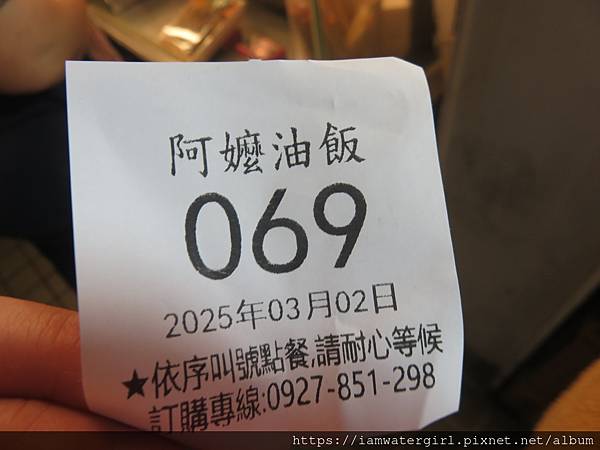 阿嬤油飯
069
2025年03月02日
★依序叫號點餐,請耐心等候
訂購專線:0927-851-298
https://iamwatergirl.pixnet.net/album